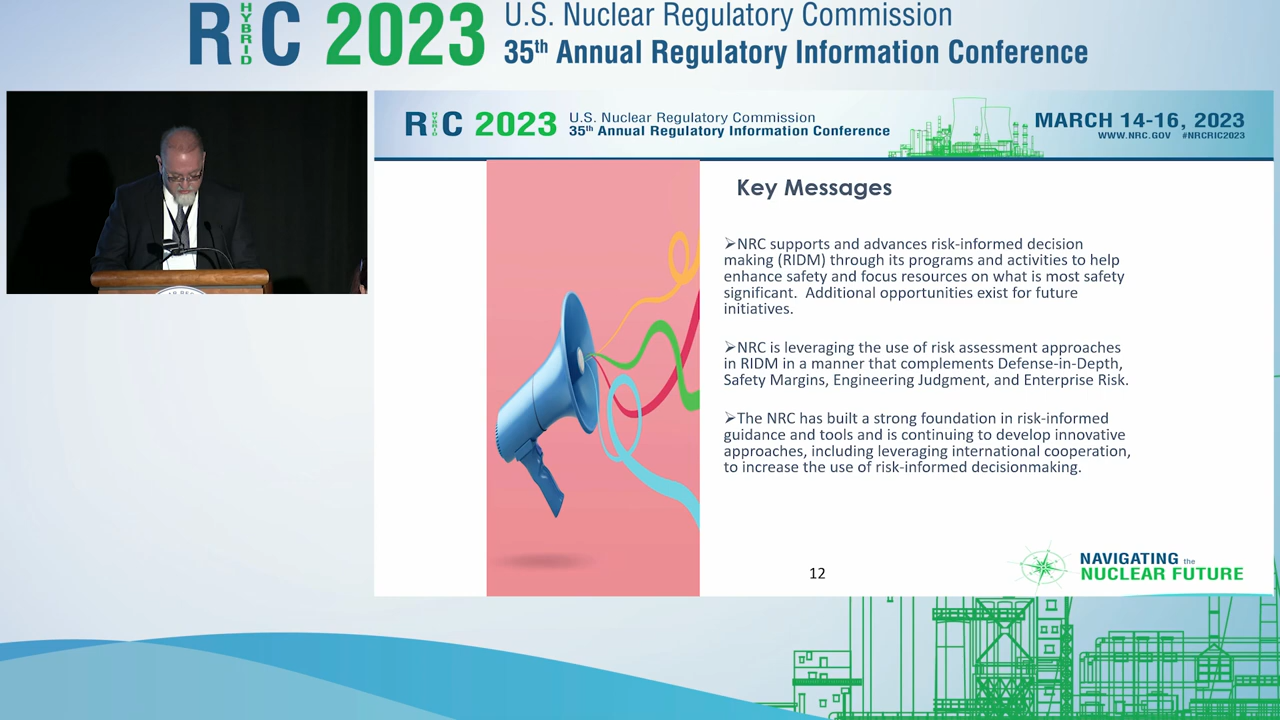 RIC 2023
HYBRID
U.S. Nuclear Regulatory Commission
35th Annual Regulatory Information Conference
RIC 2023
HYBRID
U.S. Nuclear Regulatory Commission
35th Annual Regulatory Information Conference
MARCH 14-16, 2023
WWW.NRC.GOV #NRCRIC2023
Key Messages
➢NRC supports and advances risk-informed decision
making (RIDM) through its programs and activities to help
enhance safety and focus resources on what is most safety
significant. Additional opportunities exist for future
initiatives.
➢NRC is leveraging the use of risk assessment approaches
in RIDM in a manner that complements Defense-in-Depth,
Safety Margins, Engineering Judgment, and Enterprise Risk.
➢The NRC has built a strong foundation in risk-informed
guidance and tools and is continuing to develop innovative
approaches, including leveraging international cooperation,
to increase the use of risk-informed decisionmaking.
12
NAVIGATING the
NUCLEAR FUTURE